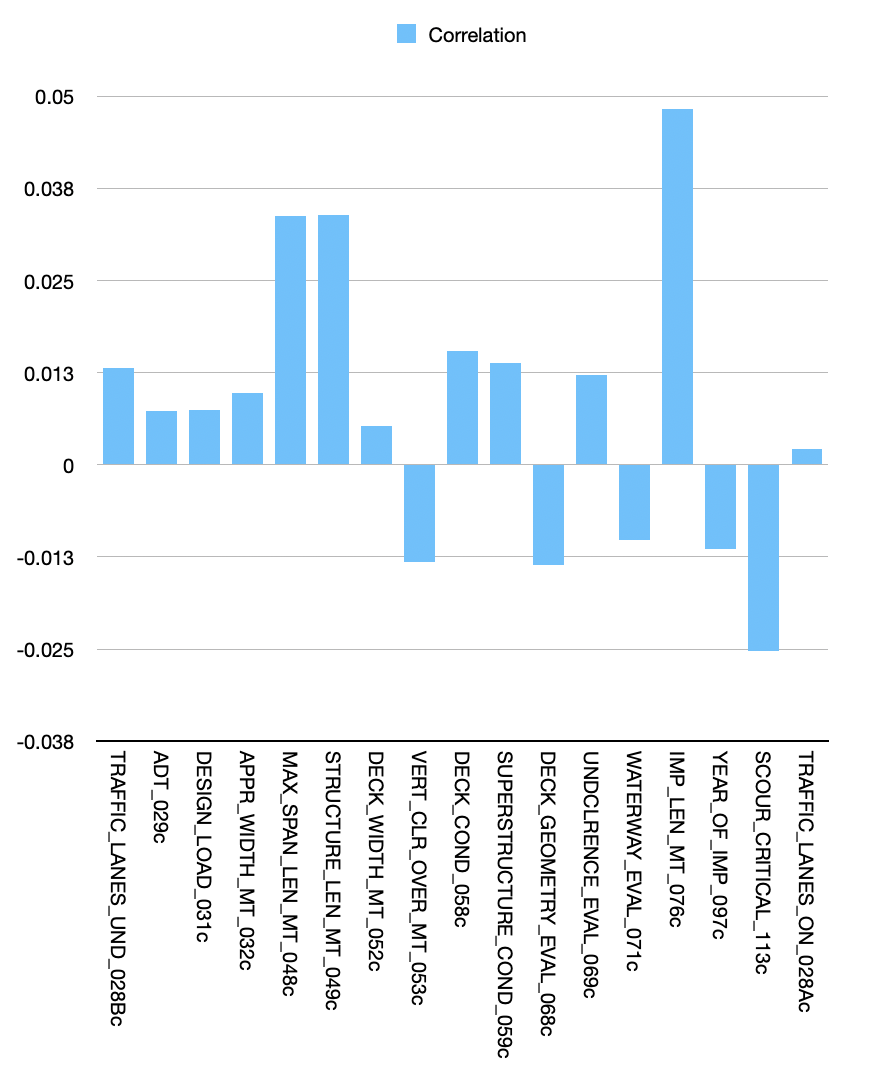 Correlation
0.05
0.038
0.025
0.013
0
-0.013
-0.025
-0.038
TRAFFIC_LANES_UND_028Bc
ADT_029c
DESIGN_LOAD_031c
APPR_WIDTH_MT_032c
MAX_SPAN_LEN_MT_048c
STRUCTURE_LEN_MT_049c
DECK_WIDTH_MT_052c
VERT_CLR_OVER_MT_053c
DECK_COND_058c
SUPERSTRUCTURE_COND_059c
DECK_GEOMETRY_EVAL_068c
UNDCLRENCE_EVAL_069c
WATERWAY_EVAL_071c
IMP_LEN_MT_076c
YEAR_OF_IMP_097c
SCOUR_CRITICAL_113c
TRAFFIC_LANES_ON_028Ac